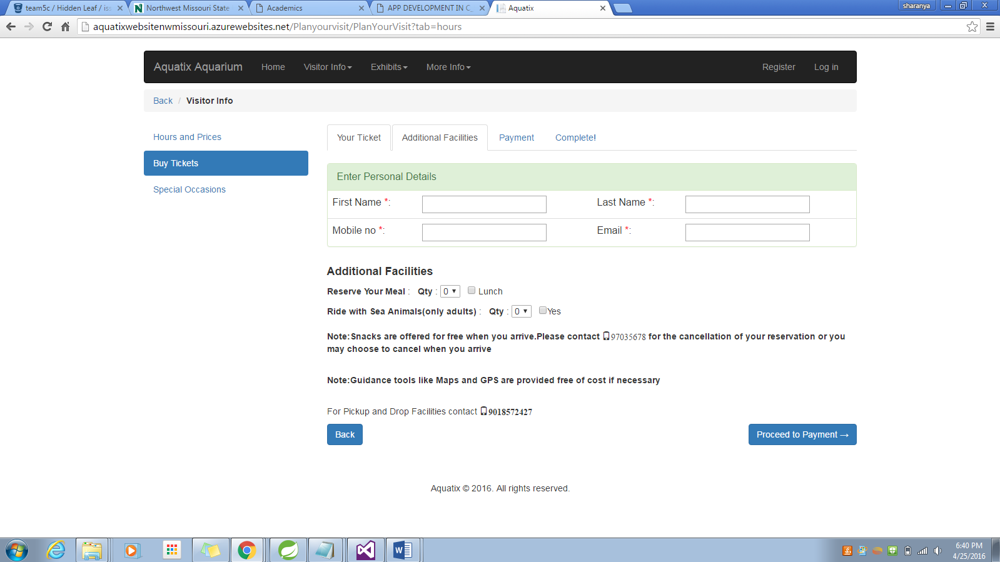 team5c / Hidden Leaf / iss
Northwest Missouri State
Academics
APP DEVELOPMENT IN C_
Aquatix
sharanya
aquatixwebsitenwmissouri.azurewebsites.net/Planyourvisit/PlanYourVisit?tab=hours
Aquatix Aquarium Home Visitor Info Exhibits More Info Register Log in
Back / Visitor Info
Hours and Prices
Buy Tickets
Special Occasions
Your Ticket Additional Facilities Payment Complete!
Enter Personal Details
First Name *: Last Name *:
Mobile no *: Email *:
Additional Facilities
Reserve Your Meal : Qty : 0 Lunch
Ride with Sea Animals(only adults) : Qty : 0 Yes
Note:Snacks are offered for free when you arrive.Please contact 97035678 for the cancellation of your reservation or you
may choose to cancel when you arrive
Note:Guidance tools like Maps and GPS are provided free of cost if necessary
For Pickup and Drop Facilities contact 9018572427
Back Proceed to Payment →
Aquatix © 2016. All rights reserved.
6:40 PM
4/25/2016